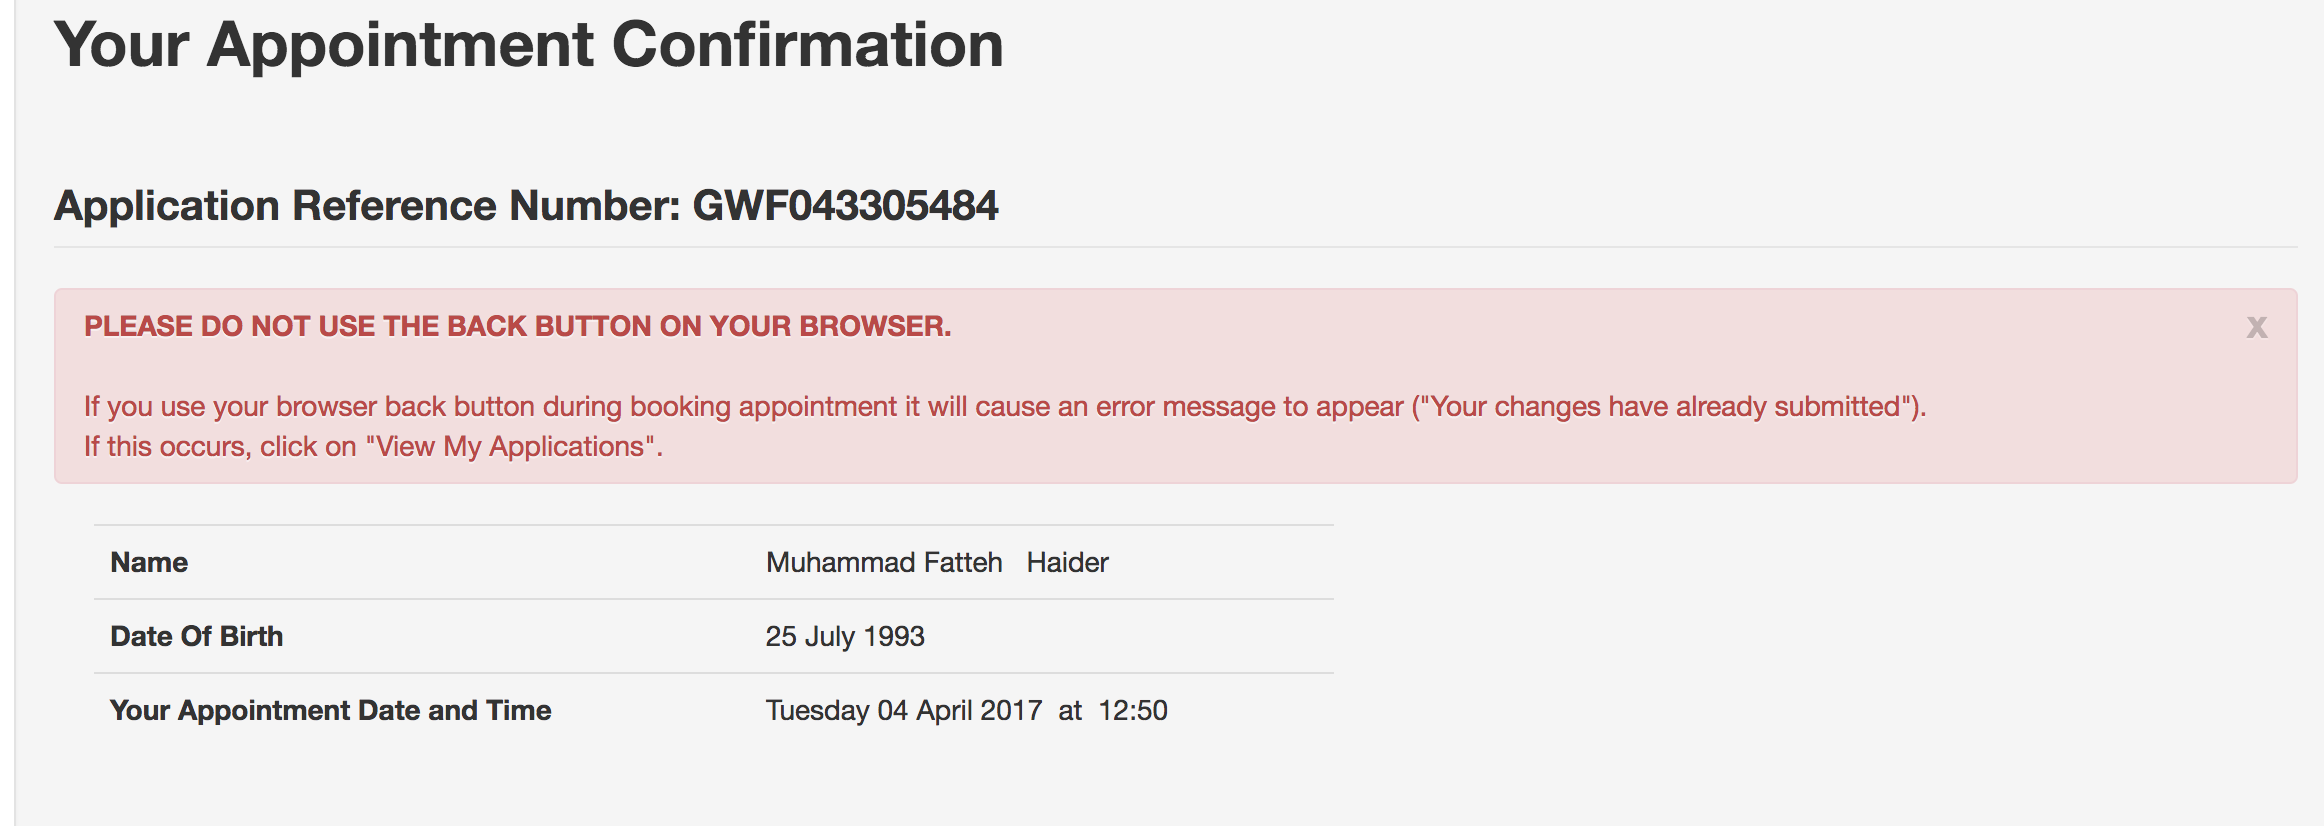 Your Appointment Confirmation
Application Reference Number: GWF043305484
PLEASE DO NOT USE THE BACK BUTTON ON YOUR BROWSER.
x
If you use your browser back button during booking appointment it will cause an error message to appear ("Your changes have already submitted").
If this occurs, click on "View My Applications".
Name Muhammad Fatteh Haider
Date Of Birth 25 July 1993
Your Appointment Date and Time Tuesday 04 April 2017 at 12:50